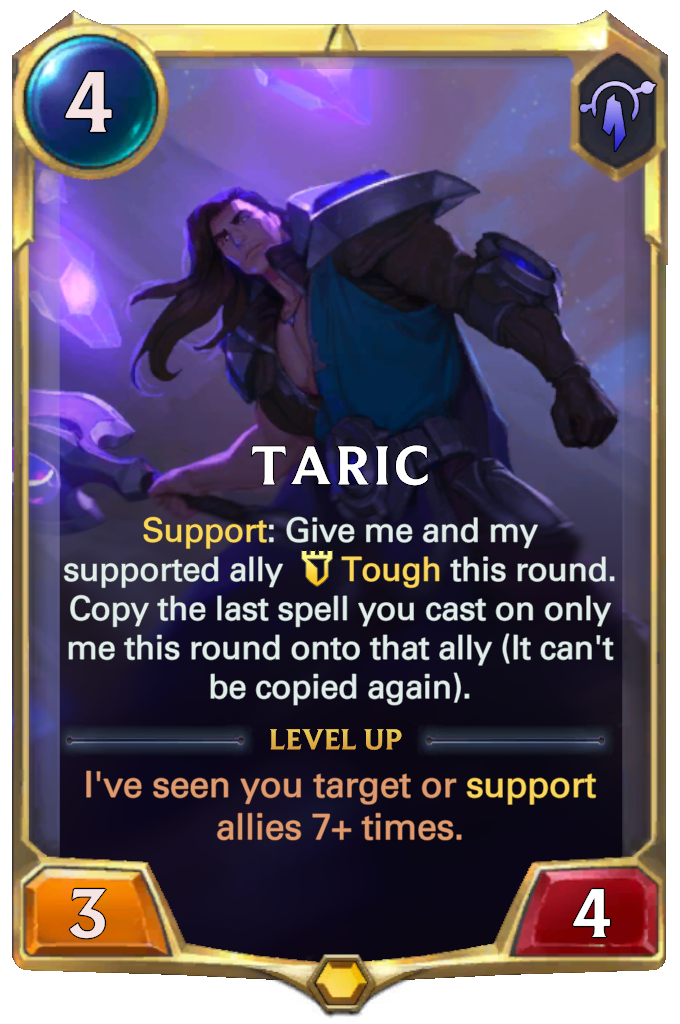 4
TARIC
Support: Give me and my
supported ally Tough this round.
Copy the last spell you cast on only
me this round onto that ally (It can't
be copied again).
LEVEL UP
I've seen you target or support
allies 7+ times.
3
4